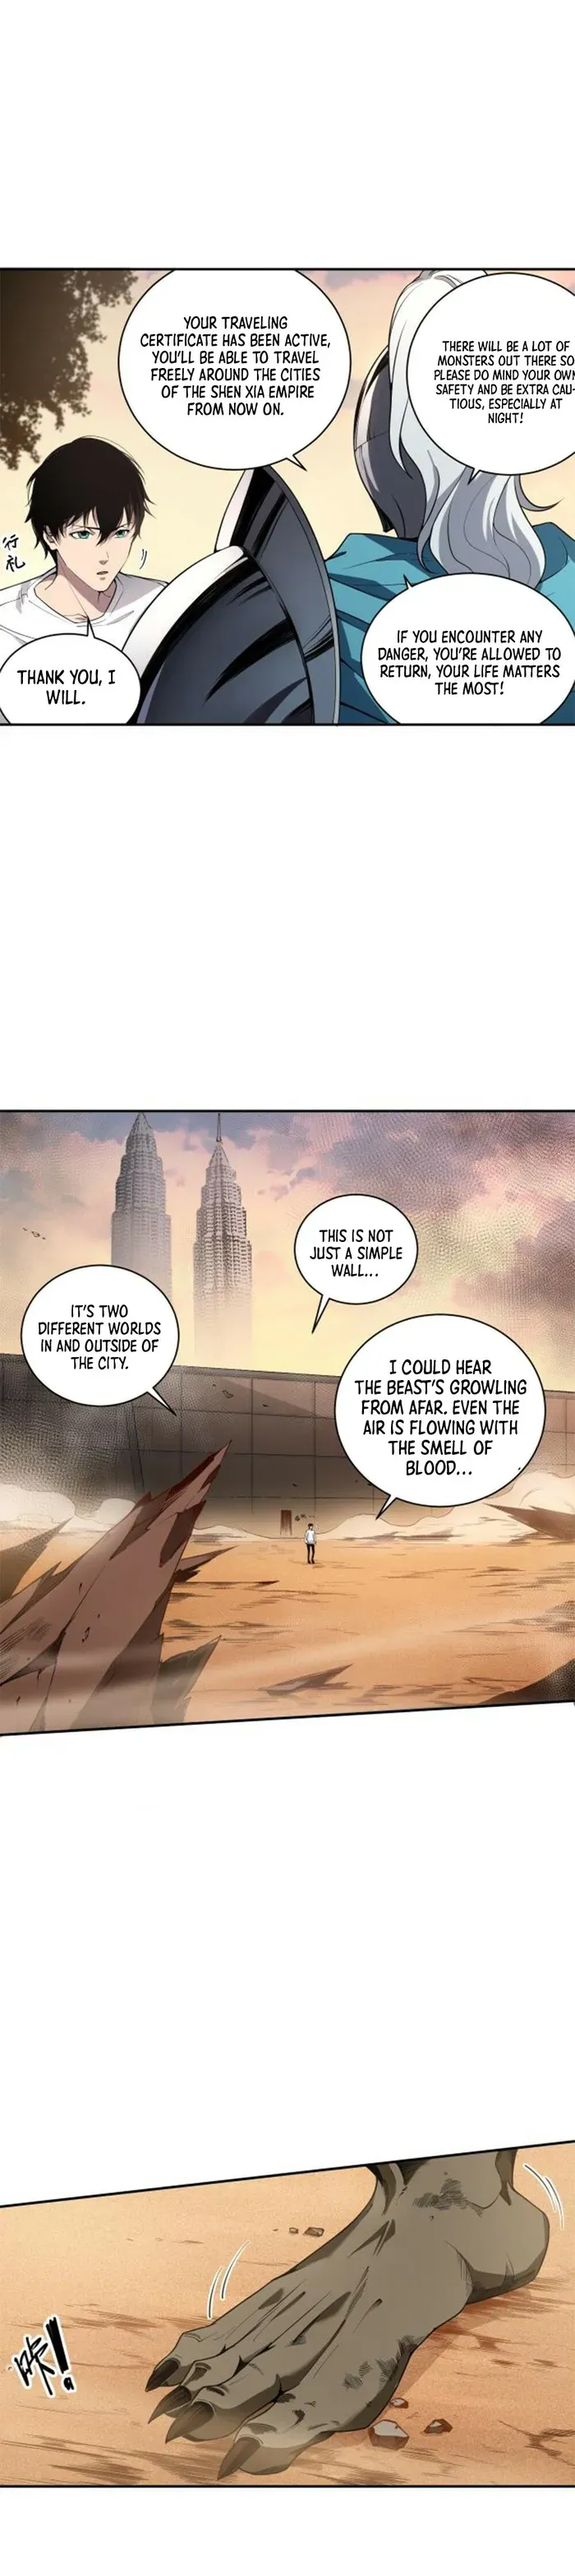 YOUR TRAVELING
CERTIFICATE HAS BEEN ACTIVE,
YOU'LL BE ABLE TO TRAVEL
FREELY AROUND THE CITIES
OF THE SHEN XIA EMPIRE
FROM NOW ON.
THERE WILL BE A LOT OF
MONSTERS OUT THERE SO
PLEASE DO MIND YOUR OWN
SAFETY AND BE EXTRA CAU-
TIOUS, ESPECIALLY AT
NIGHT!
行礼
IF YOU ENCOUNTER ANY
DANGER, YOU'RE ALLOWED TO
RETURN, YOUR LIFE MATTERS
THE MOST!
THANK YOU, I
WILL.
THIS IS NOT
JUST A SIMPLE
WALL...
IT'S TWO
DIFFERENT WORLDS
IN AND OUTSIDE OF
THE CITY.
I COULD HEAR
THE BEAST'S GROWLING
FROM AFAR. EVEN THE
AIR IS FLOWING WITH
THE SMELL OF
BLOOD...
咔!